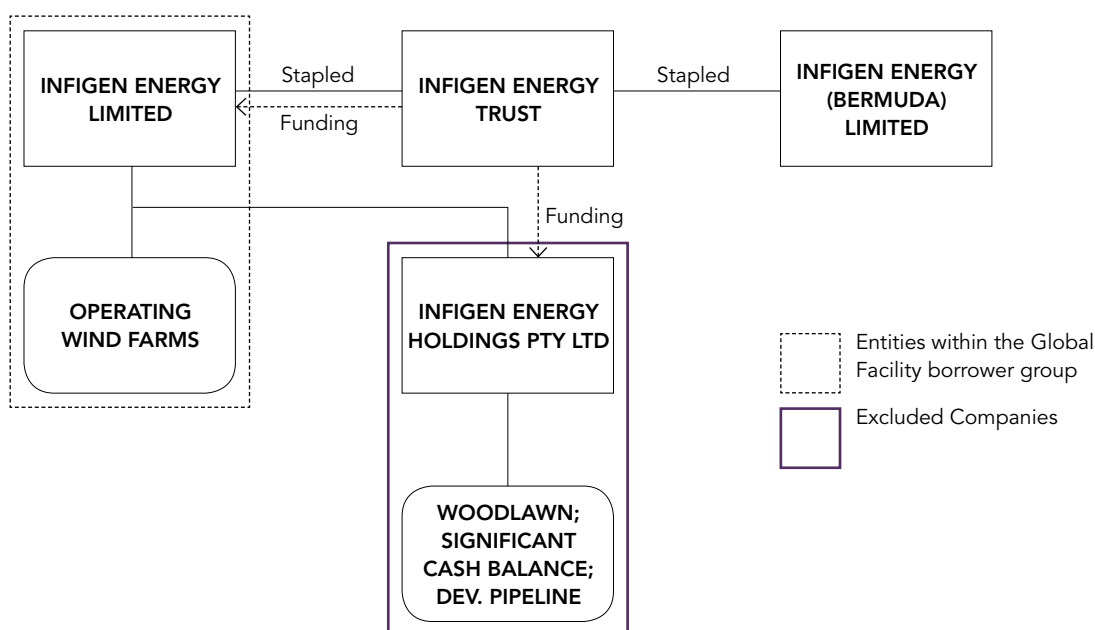 INFIGEN ENERGY
LIMITED
Stapled
Funding
INFIGEN ENERGY
TRUST
Stapled
INFIGEN ENERGY
(BERMUDA)
LIMITED
Funding
OPERATING
WIND FARMS
INFIGEN ENERGY
HOLDINGS PTY LTD
Entities within the Global
Facility borrower group
Excluded Companies
WOODLAWN;
SIGNIFICANT
CASH BALANCE;
DEV. PIPELINE